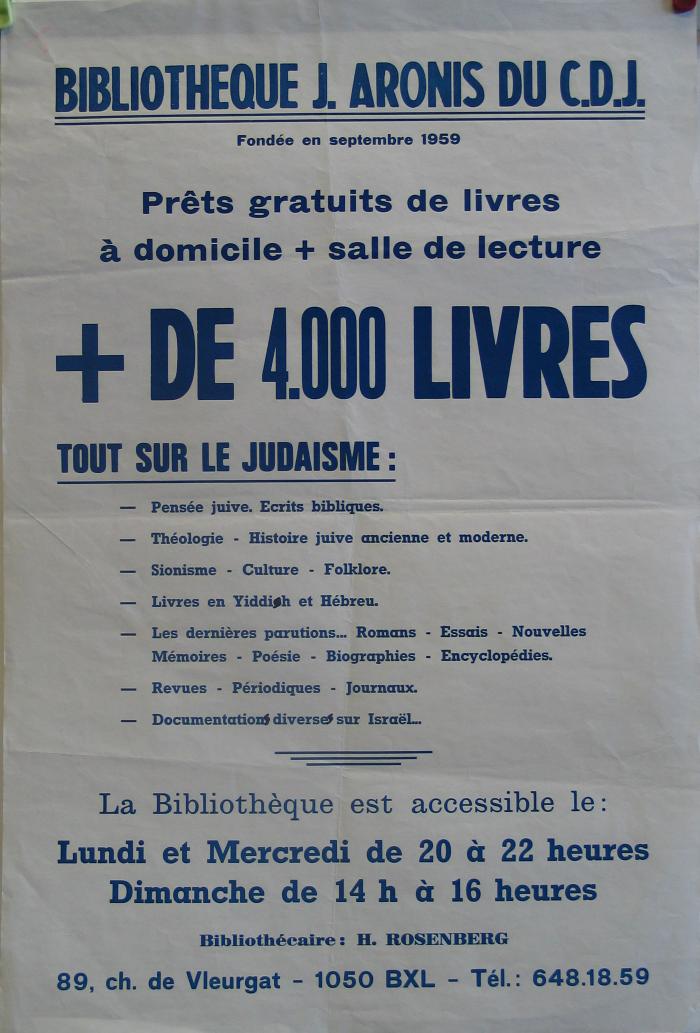 BIBLIOTHEQUE J. ARONIS DU C.D.J.
Fondée en septembre 1959
Prêts gratuits de livres
à domicile + salle de lecture
+ DE 4.000 LIVRES
TOUT SUR LE JUDAISME :
— Pensée juive. Ecrits bibliques.
— Théologie - Histoire juive ancienne et moderne.
— Sionisme - Culture - Folklore.
— Livres en Yiddish et Hébreu.
— Les dernières parutions... Romans - Essais - Nouvelles
Mémoires - Poésie - Biographies - Encyclopédies.
— Revues - Périodiques - Journaux.
— Documentations diverses sur Israël...
La Bibliothèque est accessible le :
Lundi et Mercredi de 20 à 22 heures
Dimanche de 14 h à 16 heures
Bibliothécaire : H. ROSENBERG
89, ch. de Vleurgat - 1050 BXL - Tél.: 648.18.59